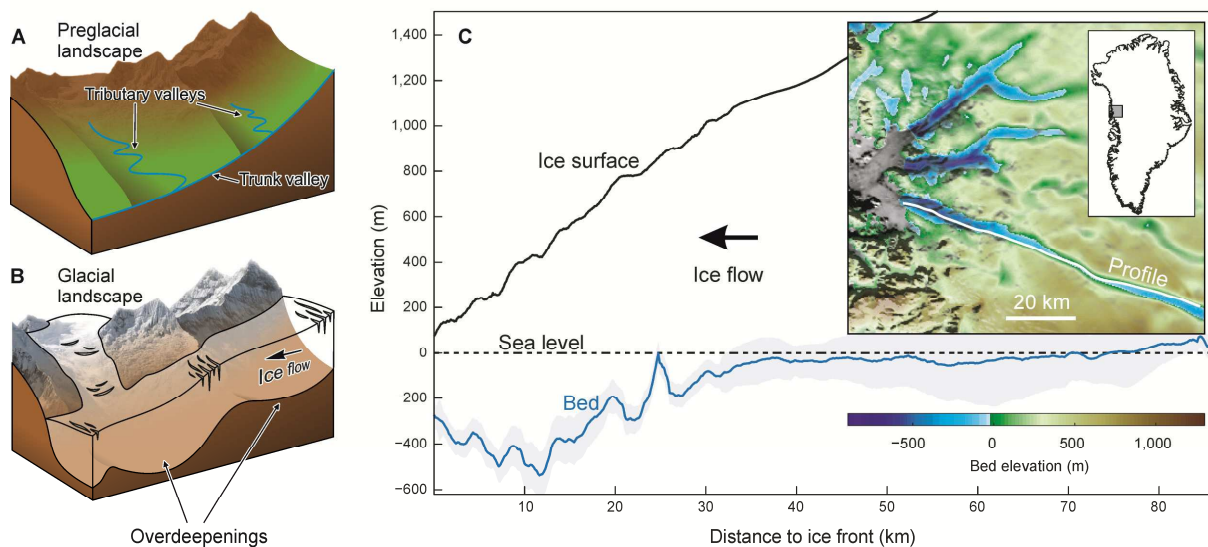 A
Preglacial
landscape
Tributary valleys
Trunk valley
B
Glacial
landscape
Ice flow
Overdeepenings
C
Elevation (m)
1,400
1,200
1,000
800
600
400
200
0
200
−400
−600
Ice surface
Ice flow
Sea level
Bed
0
10
20
30
40
50
60
70
80
Distance to ice front (km)
Profile
20 km
−500
0
500
1,000
Bed elevation (m)